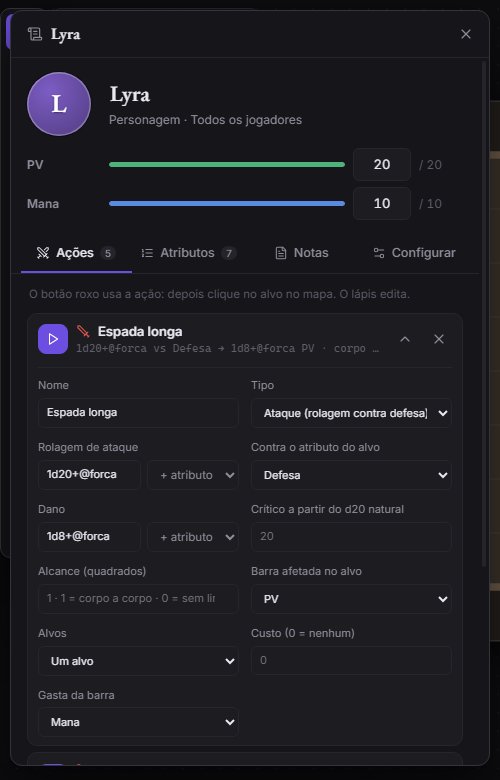 Lyra
L
Lyra
Personagem · Todos os jogadores
PV 20 / 20
Mana 10 / 10
Ações 5 Atributos 7 Notas Configurar
O botão roxo usa a ação: depois clique no alvo no mapa. O lápis edita.
Espada longa
1d20+@forca vs Defesa → 1d8+@forca PV · corpo …
Nome Tipo
Espada longa Ataque (rolagem contra defesa)
Rolagem de ataque Contra o atributo do alvo
1d20+@forca + atributo Defesa
Dano Crítico a partir do d20 natural
1d8+@forca + atributo 20
Alcance (quadrados) Barra afetada no alvo
1 · 1 = corpo a corpo · 0 = sem lir PV
Alvos Custo (0 = nenhum)
Um alvo 0
Gasta da barra
Mana